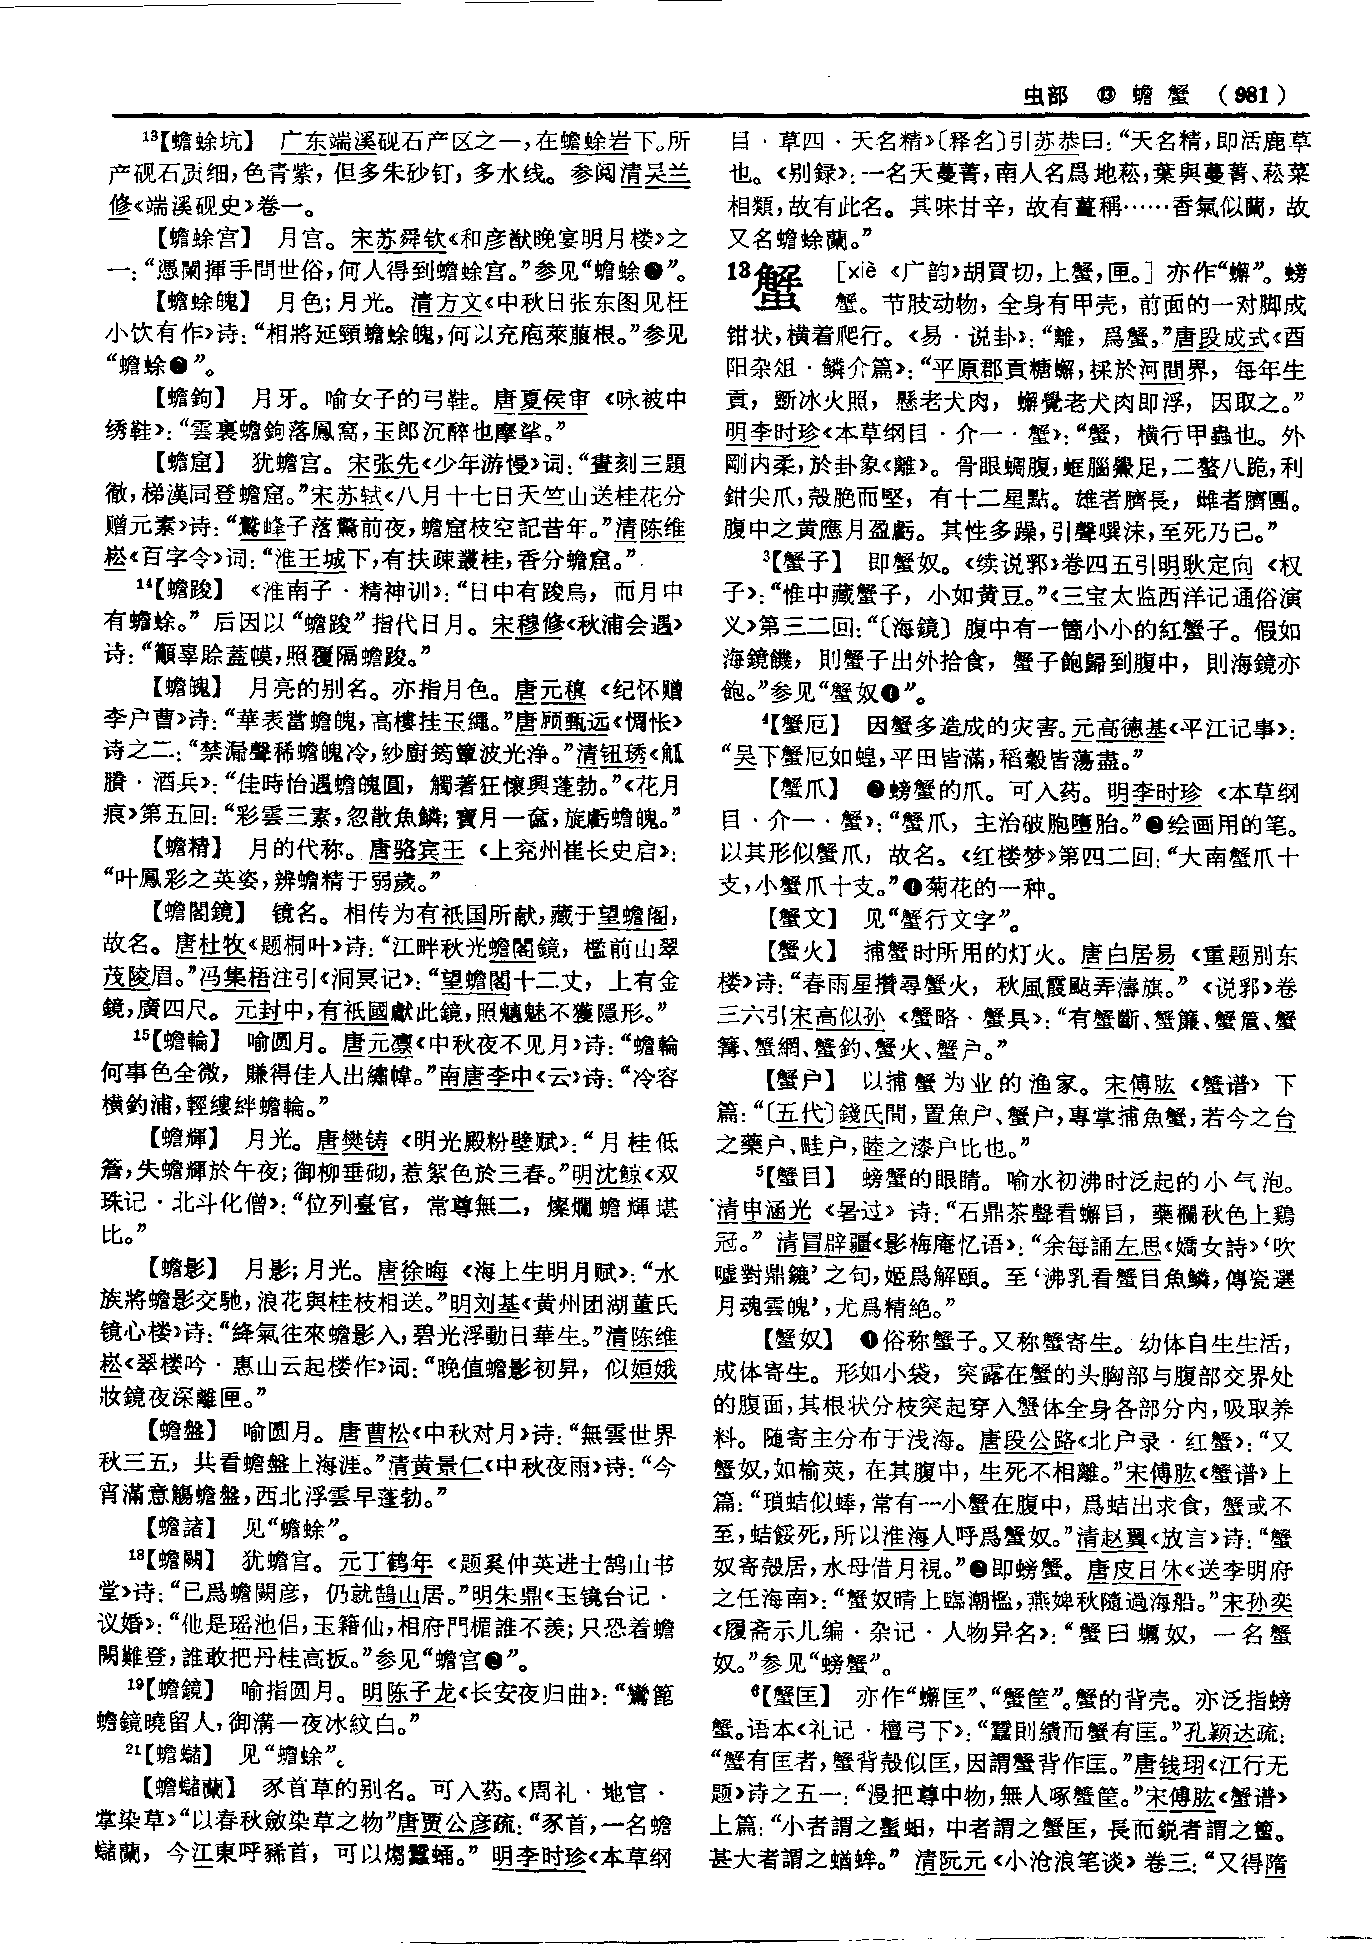 虫部 ⑬ 蟾 蟹 (981)
¹³【蟾蜍坑】 广东端溪砚石产区之一,在蟾蜍岩下。所
产砚石质细,色青紫,但多朱砂钉,多水线。参阅清吴兰
修《端溪砚史》卷一。
【蟾蜍宫】 月宫。宋苏舜钦《和彦猷晚宴明月楼》之
一:“憑闌揮手問世俗,何人得到蟾蜍宫。”参见“蟾蜍❷”。
【蟾蜍魄】 月色;月光。清方文《中秋日张东图见枉
小饮有作》诗:“相將延頸蟾蜍魄,何以充庖萊菔根。”参见
“蟾蜍❷”。
【蟾鉤】 月牙。喻女子的弓鞋。唐夏侯审《咏被中
绣鞋》:“雲裏蟾鉤落鳳窩,玉郎沉醉也摩挲。”
【蟾窟】 犹蟾宫。宋张先《少年游慢》词:“晝刻三題
徹,梯漢同登蟾窟。”宋苏轼《八月十七日天竺山送桂花分
赠元素》诗:“鷲峰子落驚前夜,蟾窟枝空記昔年。”清陈维
崧《百字令》词:“淮王城下,有扶疎叢桂,香分蟾窟。”
¹⁴【蟾踆】 《淮南子·精神训》:“日中有踆烏,而月中
有蟾蜍。”后因以“蟾踆”指代日月。宋穆修《秋浦会遇》
诗:“顒辜賒蓋幙,照覆隔蟾踆。”
【蟾魄】 月亮的别名。亦指月色。唐元稹《纪怀赠
李户曹》诗:“華表當蟾魄,高樓挂玉繩。”唐顾甄远《惆怅》
诗之二:“禁漏聲稀蟾魄冷,紗廚筠簟波光浄。”清钮琇《觚
賸·酒兵》:“佳時恰遇蟾魄圓,觸著狂懷興蓬勃。”《花月
痕》第五回:“彩雲三素,忽散魚鱗;寶月一奩,旋虧蟾魄。”
【蟾精】 月的代称。唐骆宾王《上兖州崔长史启》:
“叶鳳彩之英姿,辨蟾精于弱歲。”
【蟾閣鏡】 镜名。相传为有祇国所献,藏于望蟾阁,
故名。唐杜牧《题桐叶》诗:“江畔秋光蟾閣鏡,檻前山翠
茂陵眉。”冯集梧注引《洞冥记》:“望蟾閣十二丈,上有金
鏡,廣四尺。元封中,有祇國獻此鏡,照魑魅不獲隱形。”
¹⁵【蟾輪】 喻圆月。唐元凛《中秋夜不见月》诗:“蟾輪
何事色全微,賺得佳人出繡幃。”南唐李中《云》诗:“冷容
横釣浦,輕縷絆蟾輪。”
【蟾輝】 月光。唐樊铸《明光殿粉壁赋》:“月桂低
簷,失蟾輝於午夜;御柳垂砌,惹絮色於三春。”明沈鲸《双
珠记·北斗化僧》:“位列臺官,常尊無二,燦爛蟾輝堪
比。”
【蟾影】 月影;月光。唐徐晦《海上生明月赋》:“水
族將蟾影交馳,浪花與桂枝相送。”明刘基《黄州团湖董氏
镜心楼》诗:“絳氣往來蟾影入,碧光浮動日華生。”清陈维
崧《翠楼吟·惠山云起楼作》词:“晚值蟾影初昇,似姮娥
妝鏡夜深離匣。”
【蟾盤】 喻圆月。唐曹松《中秋对月》诗:“無雲世界
秋三五,共看蟾盤上海涯。”清黄景仁《中秋夜雨》诗:“今
宵滿意觴蟾盤,西北浮雲早蓬勃。”
【蟾諸】 见“蟾蜍”。
¹⁸【蟾闕】 犹蟾宫。元丁鹤年《题奚仲英进士鹄山书
堂》诗:“已爲蟾闕彦,仍就鵠山居。”明朱鼎《玉镜台记·
议婚》:“他是瑶池侣,玉籍仙,相府門楣誰不羡;只恐着蟾
闕難登,誰敢把丹桂高扳。”参见“蟾宫❷”。
¹⁹【蟾鏡】 喻指圆月。明陈子龙《长安夜归曲》:“鸞篦
蟾鏡曉留人,御溝一夜冰紋白。”
²¹【蟾蠩】 见“蟾蜍”。
【蟾蠩蘭】 豕首草的别名。可入药。《周礼·地官·
掌染草》“以春秋斂染草之物”唐贾公彦疏:“豕首,一名蟾
蠩蘭,今江東呼豨首,可以爓蠶蛹。”明李时珍《本草纲
目·草四·天名精》〔释名〕引苏恭曰:“天名精,即活鹿草
也。《别録》:一名天蔓菁,南人名爲地菘,葉與蔓菁、菘菜
相類,故有此名。其味甘辛,故有薑稱……香氣似蘭,故
又名蟾蜍蘭。”
¹³蟹 [xiè 《广韵》胡買切,上蟹,匣。]亦作“蠏”。螃
蟹。节肢动物,全身有甲壳,前面的一对脚成
钳状,横着爬行。《易·说卦》:“離,爲蟹。”唐段成式《酉
阳杂俎·鳞介篇》:“平原郡貢糖蠏,採於河間界,每年生
貢,斲冰火照,懸老犬肉,蠏覺老犬肉即浮,因取之。”
明李时珍《本草纲目·介一·蟹》:“蟹,横行甲蟲也。外
剛内柔,於卦象《離》。骨眼蜩腹,䖳腦鱟足,二螯八跪,利
鉗尖爪,殻脆而堅,有十二星點。雄者臍長,雌者臍團。
腹中之黄應月盈虧。其性多躁,引聲噀沫,至死乃已。”
³【蟹子】 即蟹奴。《续说郛》卷四五引明耿定向《权
子》:“惟中藏蟹子,小如黄豆。”《三宝太监西洋记通俗演
义》第三二回:“〔海鏡〕腹中有一箇小小的紅蟹子。假如
海鏡饑,則蟹子出外拾食,蟹子飽歸到腹中,則海鏡亦
飽。”参见“蟹奴❶”。
⁴【蟹厄】 因蟹多造成的灾害。元高德基《平江记事》:
“吴下蟹厄如蝗,平田皆滿,稻穀皆蕩盡。”
【蟹爪】 ❶螃蟹的爪。可入药。明李时珍《本草纲
目·介一·蟹》:“蟹爪,主治破胞墮胎。”❷绘画用的笔。
以其形似蟹爪,故名。《红楼梦》第四二回:“大南蟹爪十
支,小蟹爪十支。”❸菊花的一种。
【蟹文】 见“蟹行文字”。
【蟹火】 捕蟹时所用的灯火。唐白居易《重题别东
楼》诗:“春雨星攢尋蟹火,秋風霞颭弄濤旗。”《说郛》卷
三六引宋高似孙《蟹略·蟹具》:“有蟹斷、蟹簾、蟹簄、蟹
篝、蟹網、蟹釣、蟹火、蟹户。”
【蟹户】 以捕蟹为业的渔家。宋傅肱《蟹谱》下
篇:“〔五代〕錢氏間,置魚户、蟹户,專掌捕魚蟹,若今之台
之藥户、畦户,睦之漆户比也。”
⁵【蟹目】 螃蟹的眼睛。喻水初沸时泛起的小气泡。
清申涵光《暑过》诗:“石鼎茶聲看蠏目,藥欄秋色上鷄
冠。”清冒辟疆《影梅庵忆语》:“余每誦左思《嬌女詩》‘吹
嘘對鼎䥶’之句,姬爲解頤。至‘沸乳看蟹目魚鱗,傳瓷選
月魂雲魄’,尤爲精絶。”
【蟹奴】 ❶俗称蟹子。又称蟹寄生。幼体自生生活,
成体寄生。形如小袋,突露在蟹的头胸部与腹部交界处
的腹面,其根状分枝突起穿入蟹体全身各部分内,吸取养
料。随寄主分布于浅海。唐段公路《北户录·红蟹》:“又
蟹奴,如榆莢,在其腹中,生死不相離。”宋傅肱《蟹谱》上
篇:“瑣蛣似蜯,常有一小蟹在腹中,爲蛣出求食,蟹或不
至,蛣餒死,所以淮海人呼爲蟹奴。”清赵翼《放言》诗:“蟹
奴寄殻居,水母借月視。”❷即螃蟹。唐皮日休《送李明府
之任海南》:“蟹奴晴上臨潮檻,燕婢秋隨過海船。”宋孙奕
《履斋示儿编·杂记·人物异名》:“蟹曰蠣奴,一名蟹
奴。”参见“螃蟹”。
⁶【蟹匡】 亦作“蠏匡”、“蟹筐”。蟹的背壳。亦泛指螃
蟹。语本《礼记·檀弓下》:“蠶則績而蟹有匡。”孔颖达疏:
“蟹有匡者,蟹背殻似匡,因謂蟹背作匡。”唐钱珝《江行无
题》诗之五一:“漫把尊中物,無人啄蟹筐。”宋傅肱《蟹谱》
上篇:“小者謂之蟚蚏,中者謂之蟹匡,長而鋭者謂之䗋。
甚大者謂之蝤蛑。”清阮元《小沧浪笔谈》卷三:“又得隋